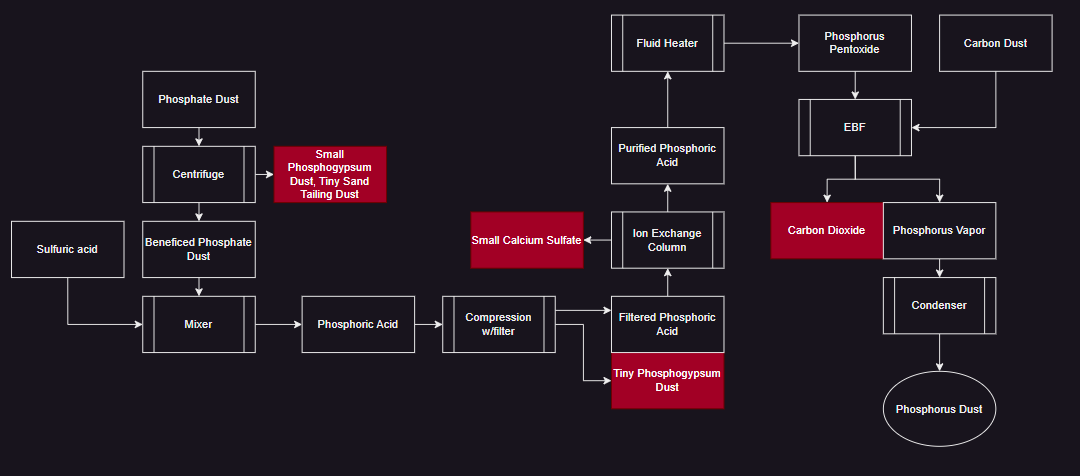 Fluid Heater
Phosphorus
Pentoxide
Carbon Dust
Phosphate Dust
EBF
Small
Phosphogypsum
Dust, Tiny Sand
Tailing Dust
Centrifuge
Purified Phosphoric
Acid
Sulfuric acid
Beneficed Phosphate
Dust
Small Calcium Sulfate
Ion Exchange
Column
Carbon Dioxide
Phosphorus Vapor
Mixer
Phosphoric Acid
Compression
w/filter
Filtered Phosphoric
Acid
Condenser
Tiny Phosphogypsum
Dust
Phosphorus Dust